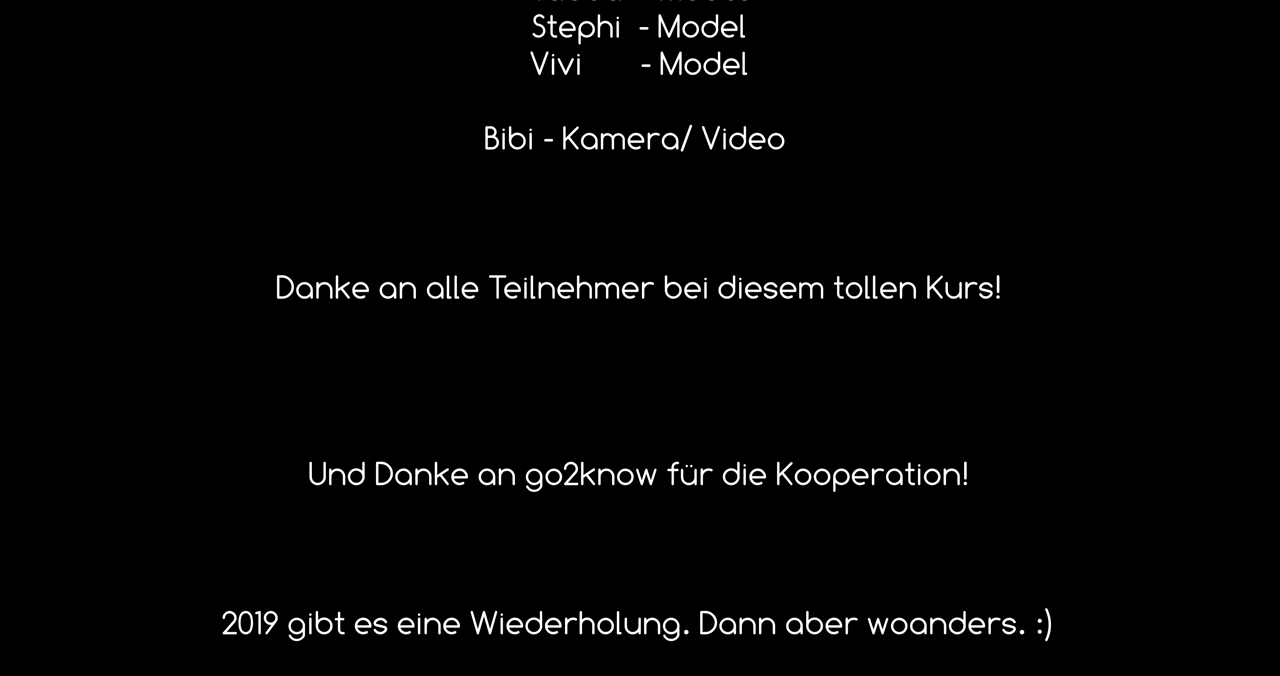 Stephi - Model
Vivi - Model
Bibi - Kamera/ Video
Danke an alle Teilnehmer bei diesem tollen Kurs!
Und Danke an go2know für die Kooperation!
2019 gibt es eine Wiederholung. Dann aber woanders. :)